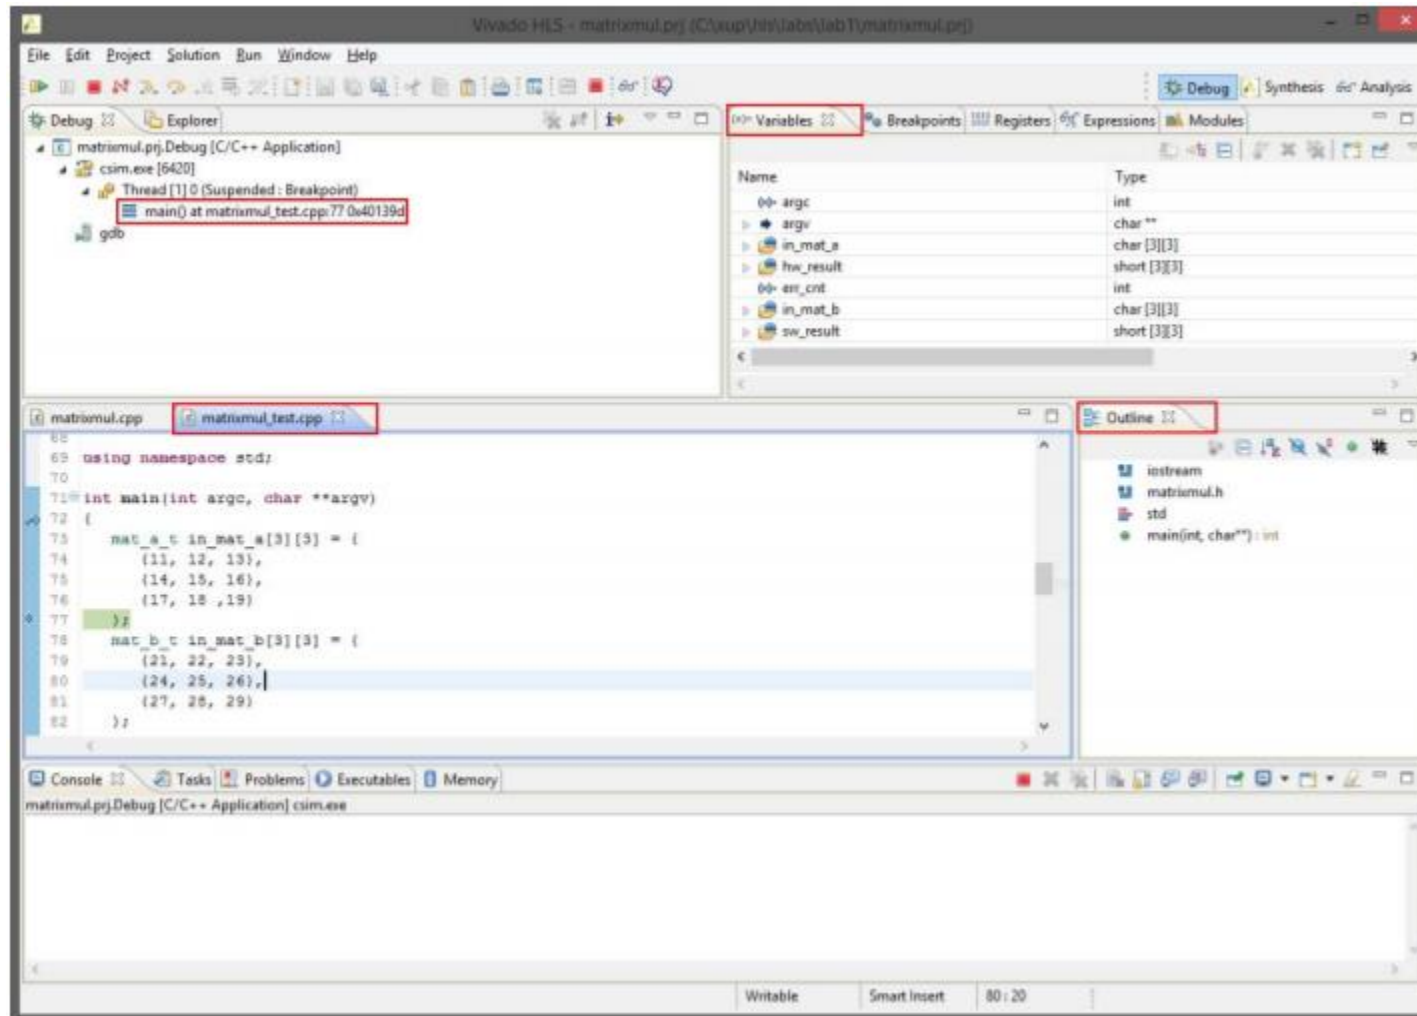 Vivado HLS - matrixmul.prj (C:\xup\hls\labs\lab1\matrixmul.prj)
File Edit Project Solution Run Window Help
Debug Synthesis Analysis
Debug Explorer
matrixmul.prj.Debug [C/C++ Application]
csim.exe [6420]
Thread [1] 0 (Suspended : Breakpoint)
main() at matrixmul_test.cpp:77 0x40139d
gdb
Variables Breakpoints Registers Expressions Modules
Name Type
argc int
argv char **
in_mat_a char [3][3]
hw_result short [3][3]
err_cnt int
in_mat_b char [3][3]
sw_result short [3][3]
matrixmul.cpp matrixmul_test.cpp
68
69 using namespace std;
70
71 int main(int argc, char **argv)
72 {
73 mat_a_t in_mat_a[3][3] = {
74 {11, 12, 13},
75 {14, 15, 16},
76 {17, 18 ,19}
77 };
78 mat_b_t in_mat_b[3][3] = {
79 {21, 22, 23},
80 {24, 25, 26},
81 {27, 28, 29}
82 };
Outline
iostream
matrixmul.h
std
main(int, char**) : int
Console Tasks Problems Executables Memory
matrixmul.prj.Debug [C/C++ Application] csim.exe
Writable Smart Insert 80 : 20